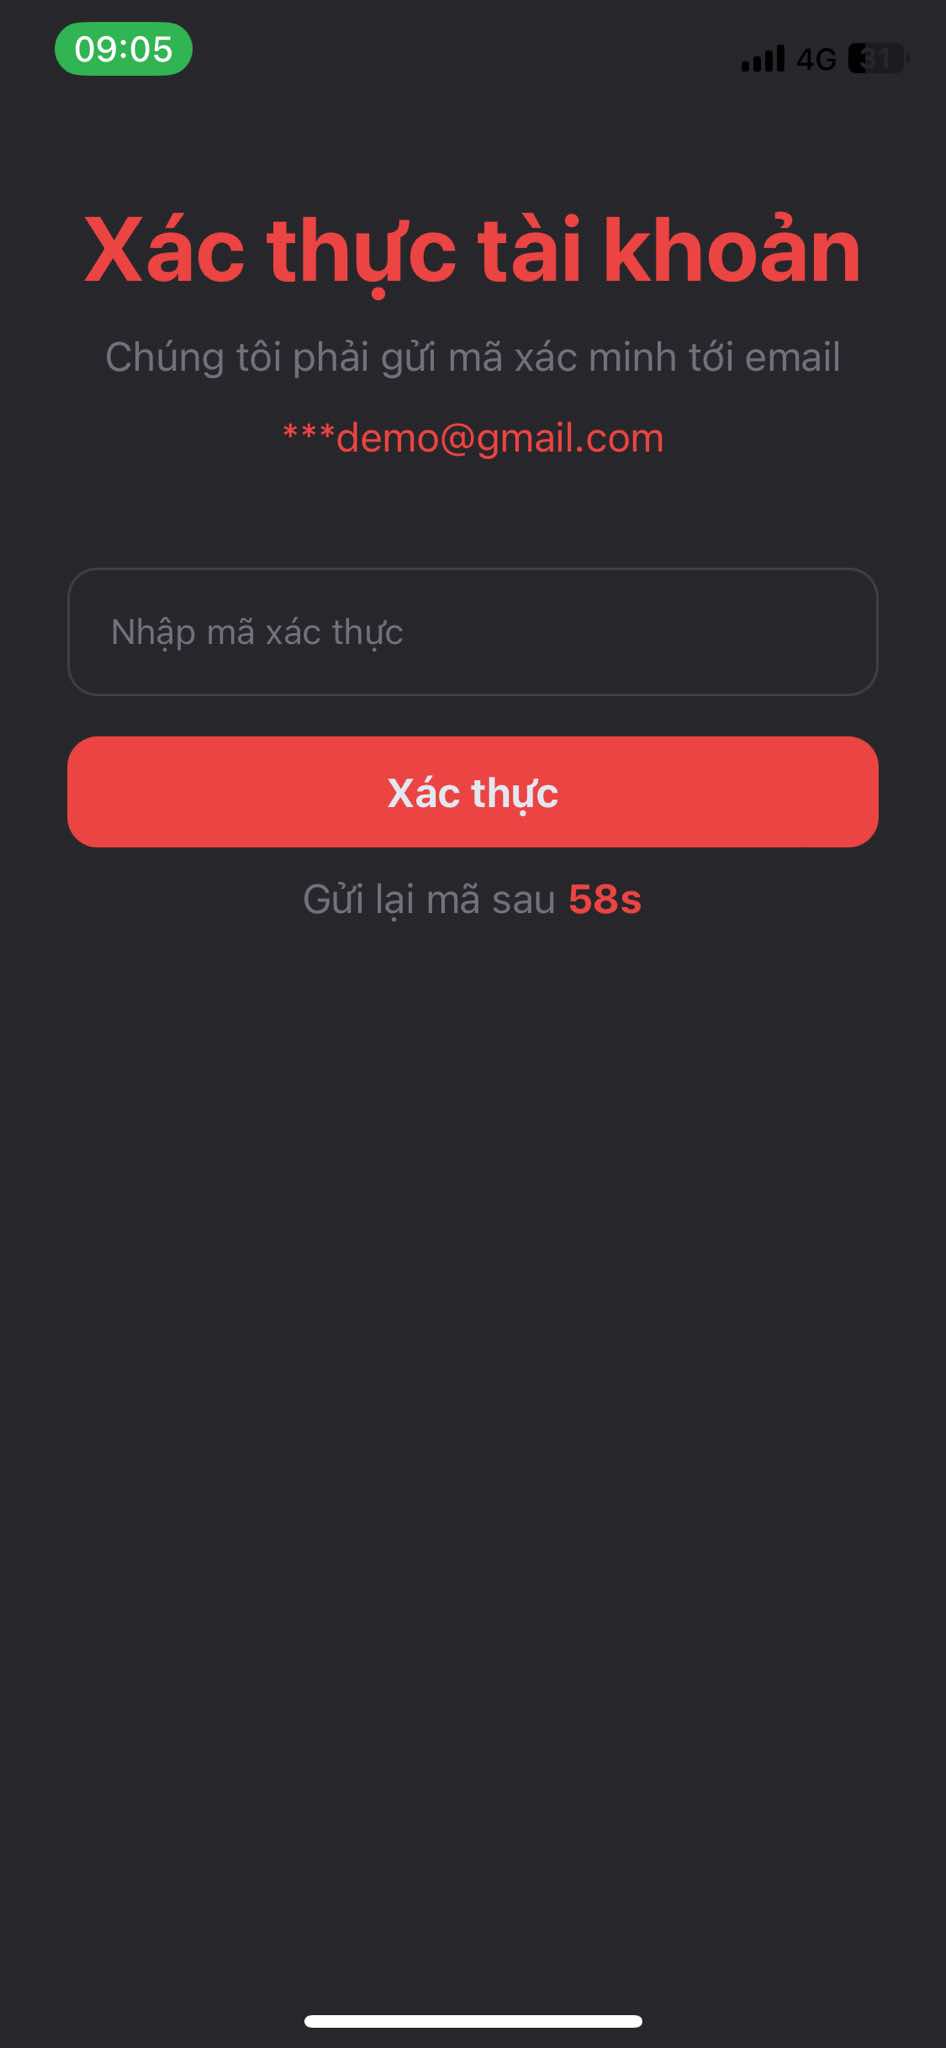 09:05
4G 31
Xác thực tài khoản
Chúng tôi phải gửi mã xác minh tới email
***demo@gmail.com
Nhập mã xác thực
Xác thực
Gửi lại mã sau 58s